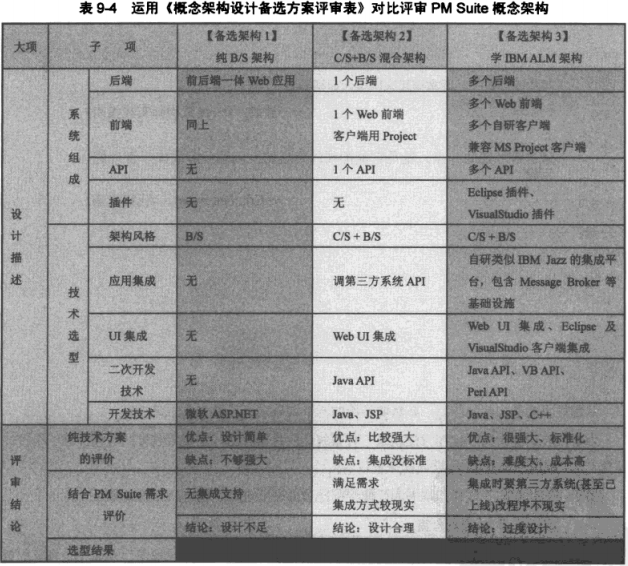 表 9-4 运用《概念架构设计备选方案评审表》对比评审 PM Suite 概念架构
大项 子 项 【备选架构 1】 【备选架构 2】 【备选架构 3】
纯 B/S 架构 C/S+B/S 混合架构 学 IBM ALM 架构
设计描述
系统组成
后端 前后端一体 Web 应用 1 个后端 多个后端
前端 同上 1 个 Web 前端 多个 Web 前端
客户端用 Project 多个自研客户端
兼容 MS Project 客户端
API 无 1 个 API 多个 API
插件 无 无 Eclipse 插件、
VisualStudio 插件
技术选型
架构风格 B/S C/S + B/S C/S + B/S
应用集成 无 调第三方系统 API 自研类似 IBM Jazz 的集成平
台，包含 Message Broker 等
基础设施
UI 集成 无 Web UI 集成 Web UI 集成、Eclipse 及
VisualStudio 客户端集成
二次开发 无 Java API Java API、VB API、
技术 Perl API
开发技术 微软 ASP.NET Java、JSP Java、JSP、C++
评审结论
纯技术方案 优点：设计简单 优点：比较强大 优点：很强大、标准化
的评价 缺点：不够强大 缺点：集成没标准 缺点：难度大、成本高
结合 PM Suite 需求 无集成支持 满足需求 集成时要第三方系统(甚至已
评价 集成方式较现实 上线)改程序不现实
结论：设计不足 结论：设计合理 结论：过度设计
选型结果